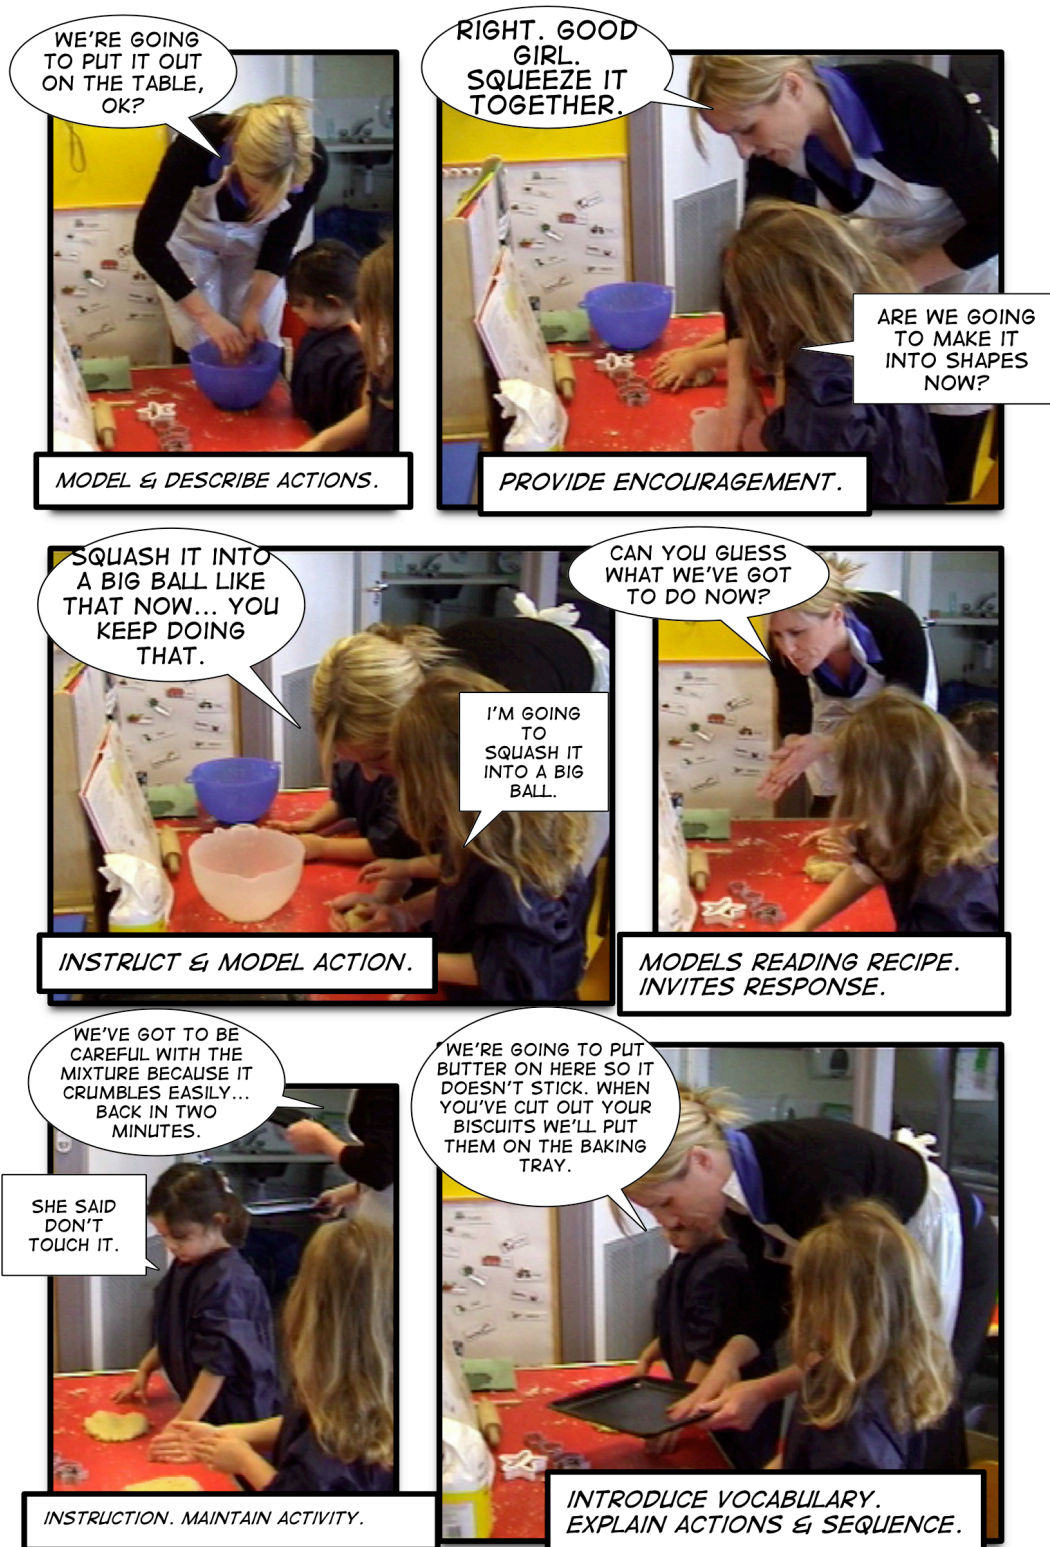 WE'RE GOING
TO PUT IT OUT
ON THE TABLE,
OK?
MODEL & DESCRIBE ACTIONS.
RIGHT. GOOD
GIRL.
SQUEEZE IT
TOGETHER.
ARE WE GOING
TO MAKE IT
INTO SHAPES
NOW?
PROVIDE ENCOURAGEMENT.
SQUASH IT INTO
A BIG BALL LIKE
THAT NOW... YOU
KEEP DOING
THAT.
I'M GOING
TO
SQUASH IT
INTO A BIG
BALL.
INSTRUCT & MODEL ACTION.
CAN YOU GUESS
WHAT WE'VE GOT
TO DO NOW?
MODELS READING RECIPE.
INVITES RESPONSE.
WE'VE GOT TO BE
CAREFUL WITH THE
MIXTURE BECAUSE IT
CRUMBLES EASILY...
BACK IN TWO
MINUTES.
SHE SAID
DON'T
TOUCH IT.
INSTRUCTION. MAINTAIN ACTIVITY.
WE'RE GOING TO PUT
BUTTER ON HERE SO IT
DOESN'T STICK. WHEN
YOU'VE CUT OUT YOUR
BISCUITS WE'LL PUT
THEM ON THE BAKING
TRAY.
INTRODUCE VOCABULARY.
EXPLAIN ACTIONS & SEQUENCE.